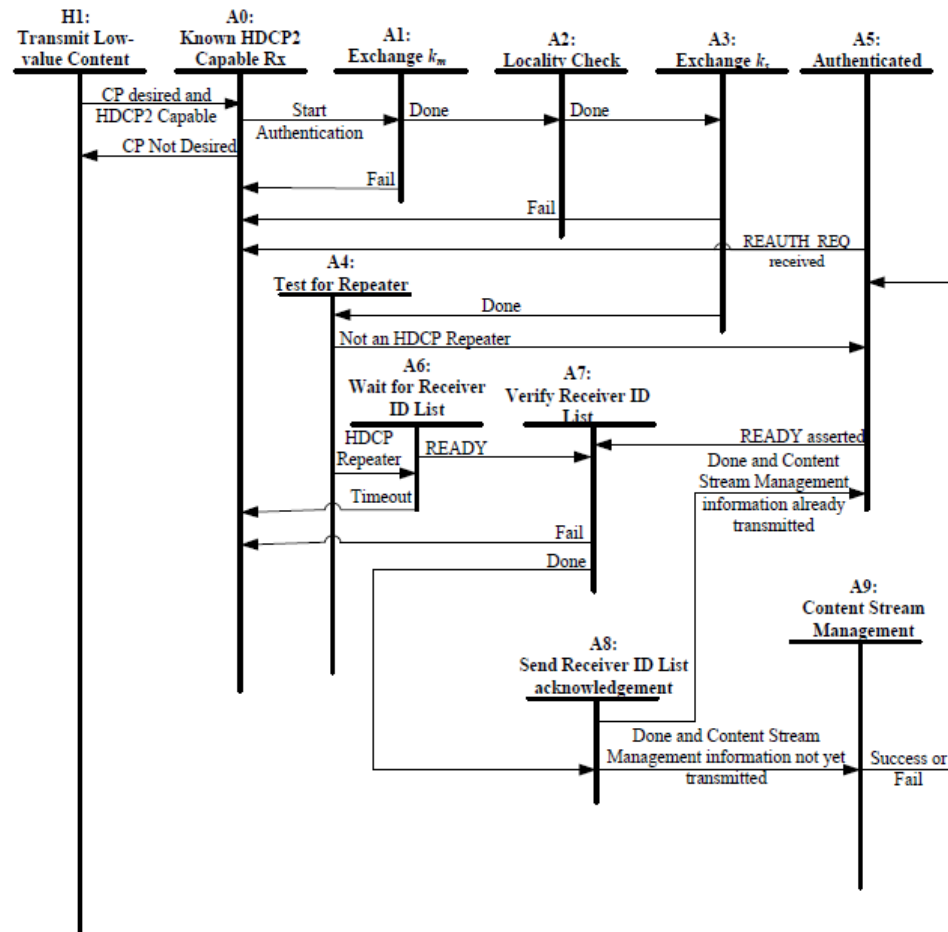 H1:
Transmit Low-
value Content
A0:
Known HDCP2
Capable Rx
A1:
Exchange km
A2:
Locality Check
A3:
Exchange ks
A5:
Authenticated
CP desired and
HDCP2 Capable
Start
Authentication
Done
Done
CP Not Desired
Fail
Fail
REAUTH_REQ
received
A4:
Test for Repeater
Done
Not an HDCP Repeater
A6:
Wait for Receiver
ID List
A7:
Verify Receiver ID
List
HDCP
Repeater
READY
READY asserted
Done and Content
Stream Management
information already
transmitted
Timeout
Fail
Done
A9:
Content Stream
Management
A8:
Send Receiver ID List
acknowledgement
Done and Content Stream
Management information not yet
transmitted
Success or
Fail